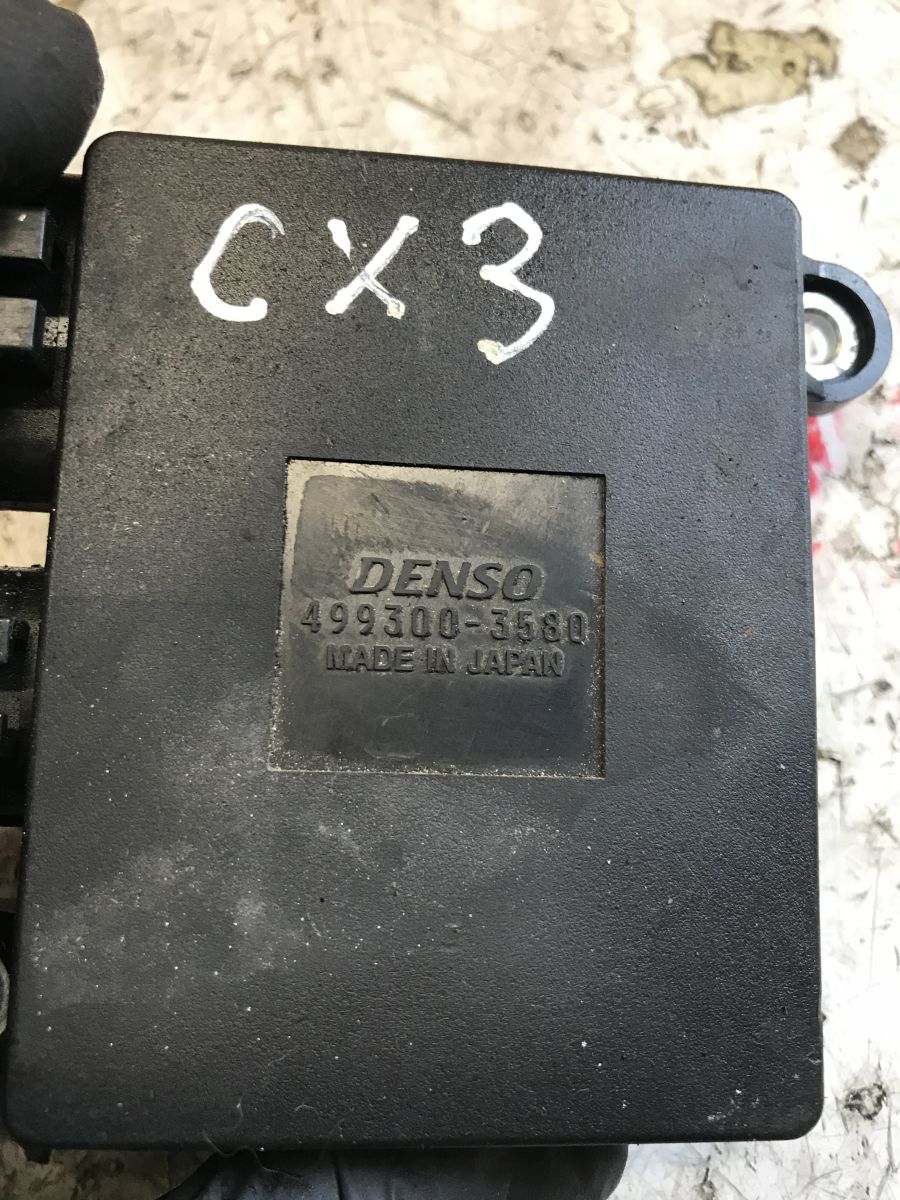 CX3
DENSO
499300-3580
MADE IN JAPAN